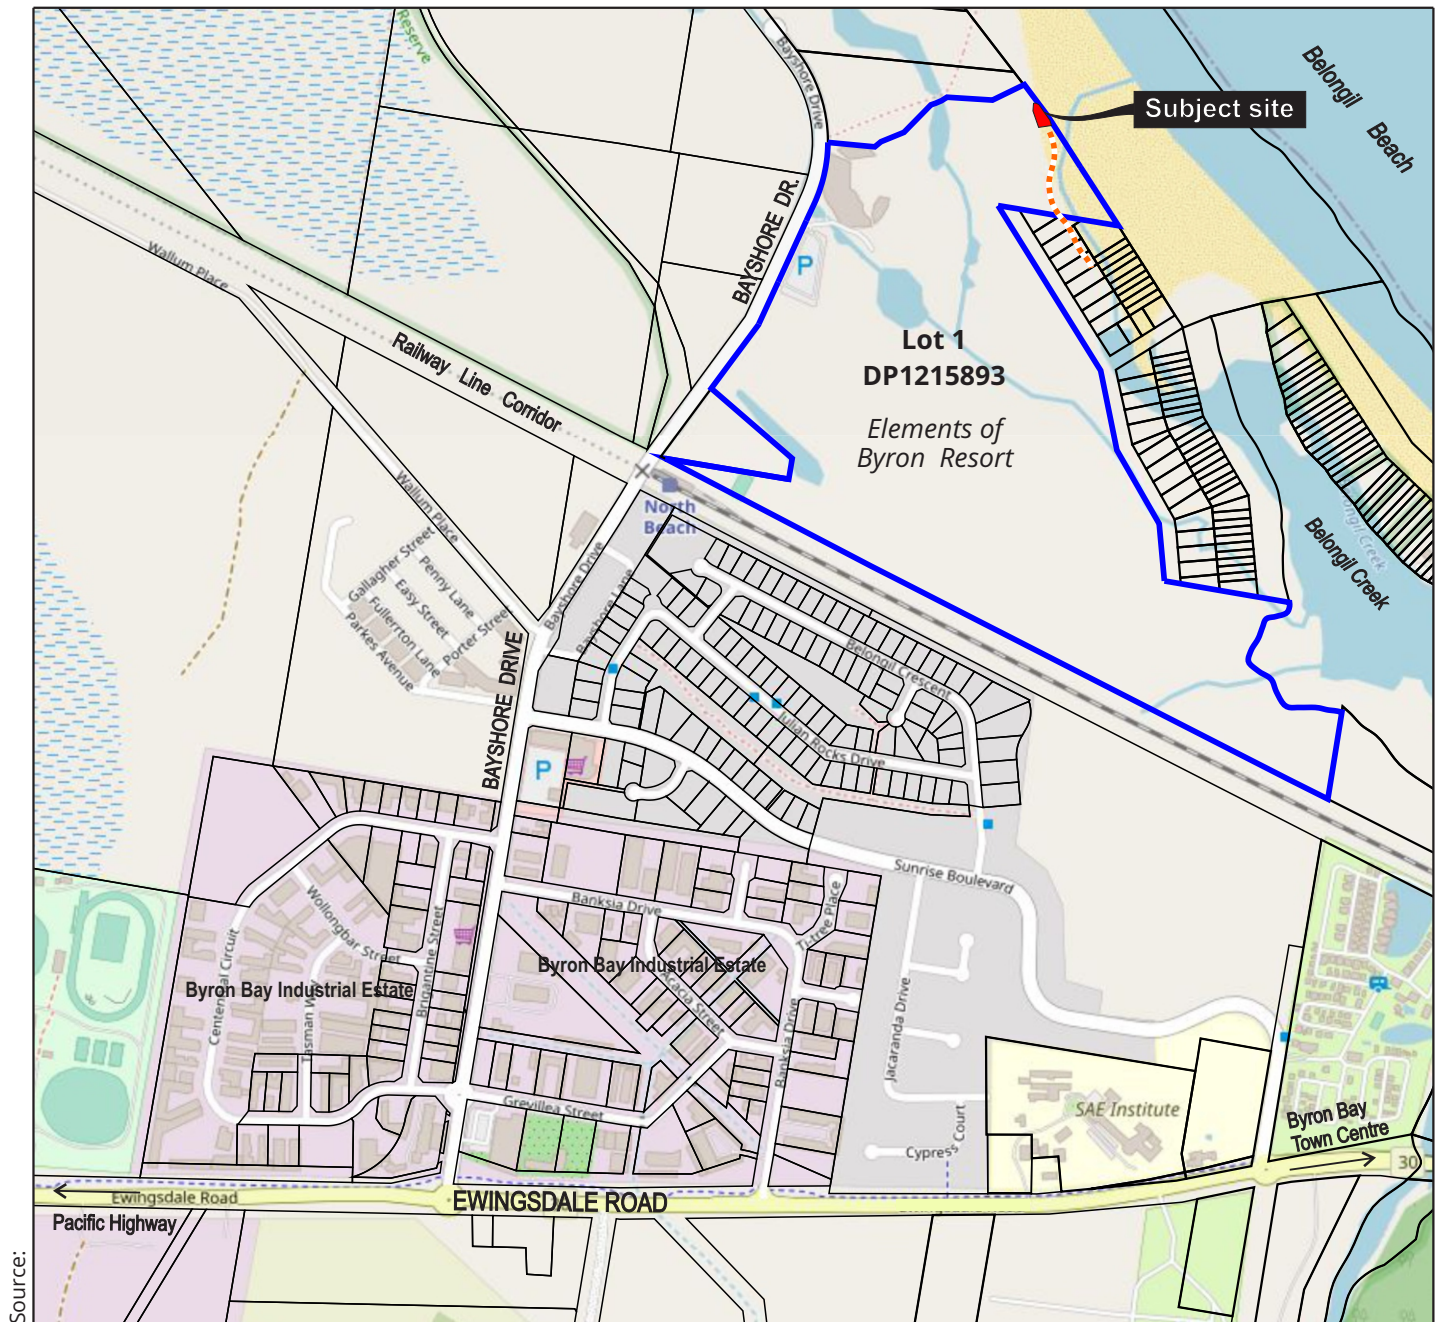 Reserve
Bayshore Drive
Belongil
Beach
Subject site
BAYSHORE DR.
P
Wallum Place
Railway Line Corridor
Lot 1
DP1215893
Elements of
Byron Resort
Wallum Place
North
Beach
Belongil Creek
Gallagher Street
Penny Lane
Easy Street
Porter Street
Fullerrton Lane
Parkes Avenue
Bayshore Drive
Bayshore Lane
BAYSHORE DRIVE
Belongil Crescent
Julian Rocks Drive
P
Sunrise Boulevard
Banksia Drive
Ti-tree Place
Wollongbar Street
Brigantine Street
Centennial Circuit
Byron Bay Industrial Estate
Byron Bay Industrial Estate
Acacia Street
Banksia Drive
Jacaranda Drive
Grevillea Street
SAE Institute
Cypress Court
Byron Bay
Town Centre
30
Ewingsdale Road
EWINGSDALE ROAD
Pacific Highway
Source: